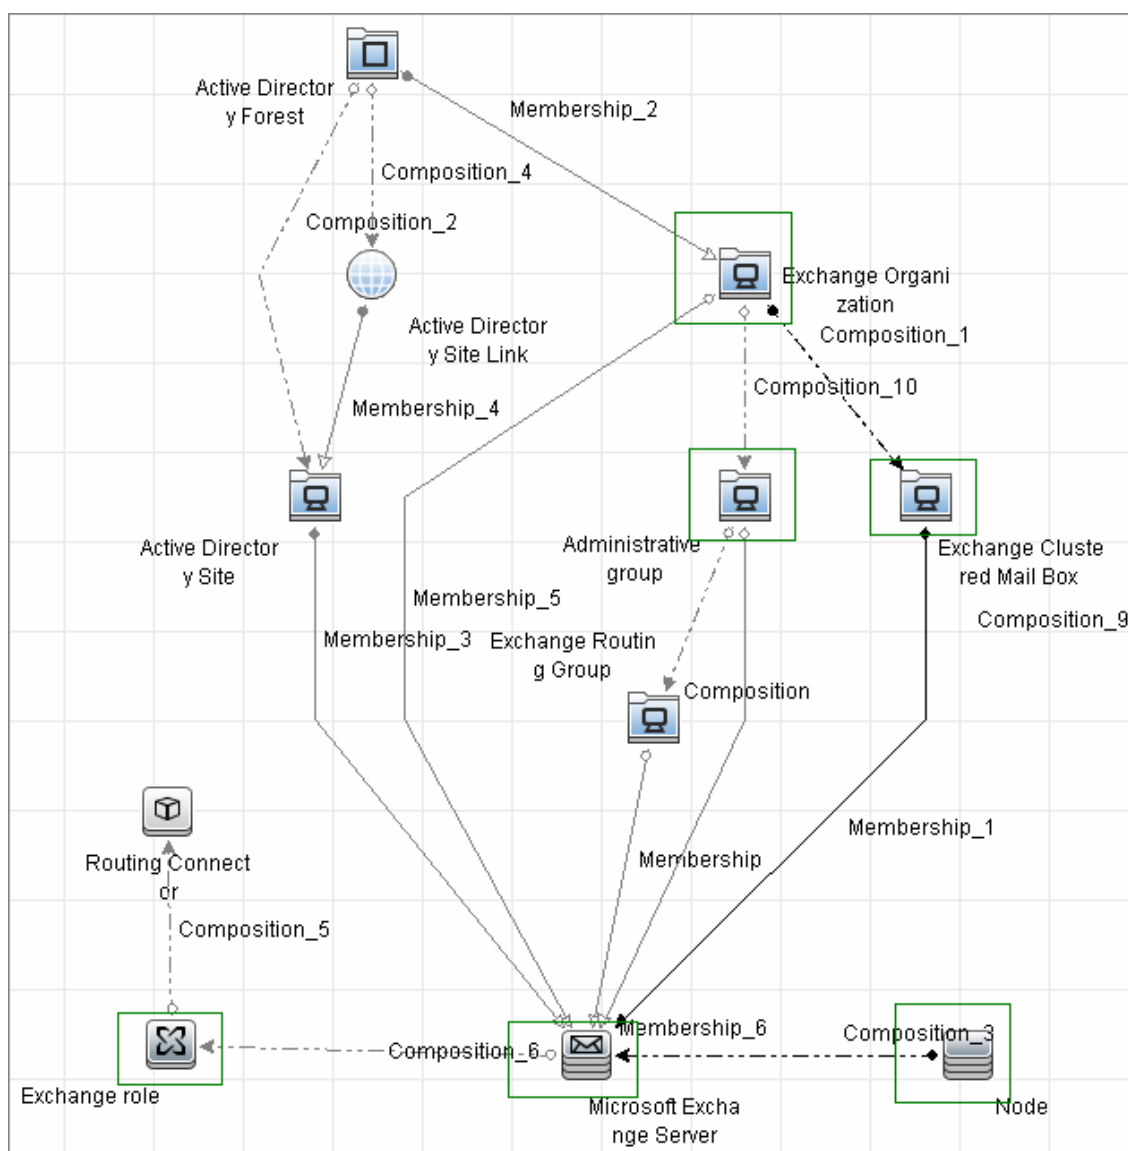 Active Director
y Forest
Membership_2
Composition_4
Composition_2
Exchange Organi
zation
Active Director
y Site Link
Composition_1
Composition_10
Membership_4
Active Director
y Site
Administrative
group
Exchange Cluste
red Mail Box
Membership_5
Composition_9
Membership_3
Exchange Routin
g Group
Composition
Membership_1
Routing Connect
or
Membership
Composition_5
Membership_6
Composition_3
Composition_6
Exchange role
Microsoft Excha
nge Server
Node